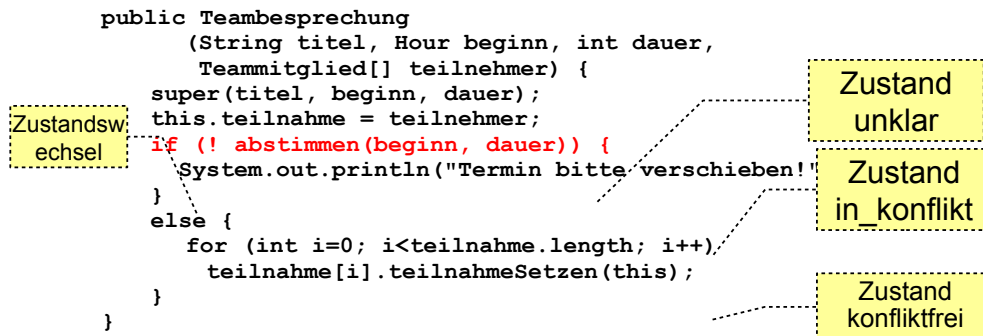 public Teambesprechung
(String titel, Hour beginn, int dauer,
Teammitglied[] teilnehmer) {
super(titel, beginn, dauer);
this.teilnahme = teilnehmer;
if (! abstimmen(beginn, dauer)) {
System.out.println("Termin bitte verschieben!"
}
else {
for (int i=0; i<teilnahme.length; i++)
teilnahme[i].teilnahmeSetzen(this);
}
}
Zustandsw
echsel
Zustand
unklar
Zustand
in_konflikt
Zustand
konfliktfrei